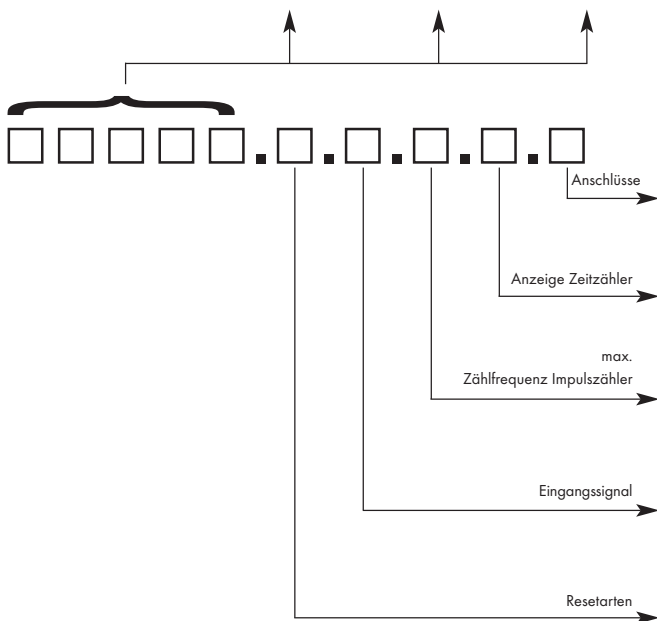 Anschlüsse
Anzeige Zeitzähler
max.
Zählfrequenz Impulszähler
Eingangssignal
Resetarten